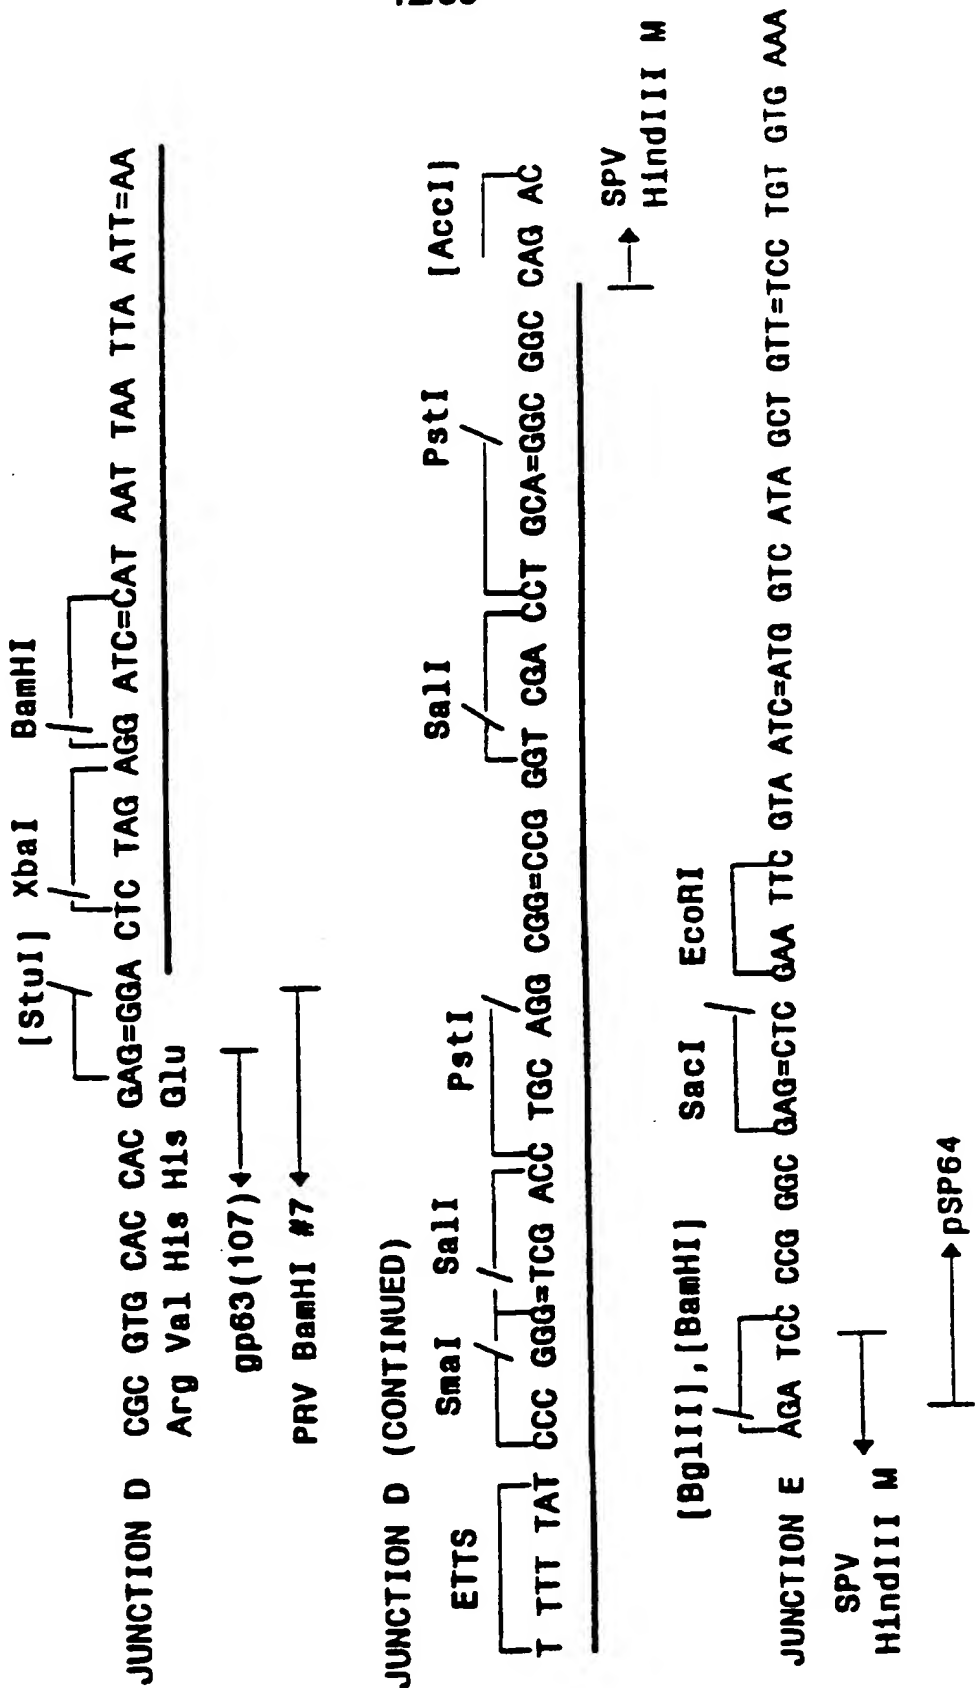 [StuI] XbaI BamHI
JUNCTION D CGC GTG CAC CAC GAG=GGA CTC TAG AGG ATC=CAT AAT TAA TTA ATT=AA
Arg Val His His Glu
gp63(107)
PRV BamHI #7
JUNCTION D (CONTINUED)
ETTS SmaI SalI PstI SalI PstI [AccI]
T TTT TAT CCC GGG=TCG ACC TGC AGG CGG=CCG GGT CGA CCT GCA=GGC GGC CAG AC
SPV
HindIII M
[BglII],[BamHI] SacI EcoRI
JUNCTION E AGA TCC CCG GGC GAG=CTC GAA TTC GTA ATC=ATG GTC ATA GCT GTT=TCC TGT GTG AAA
SPV
HindIII M
pSP64